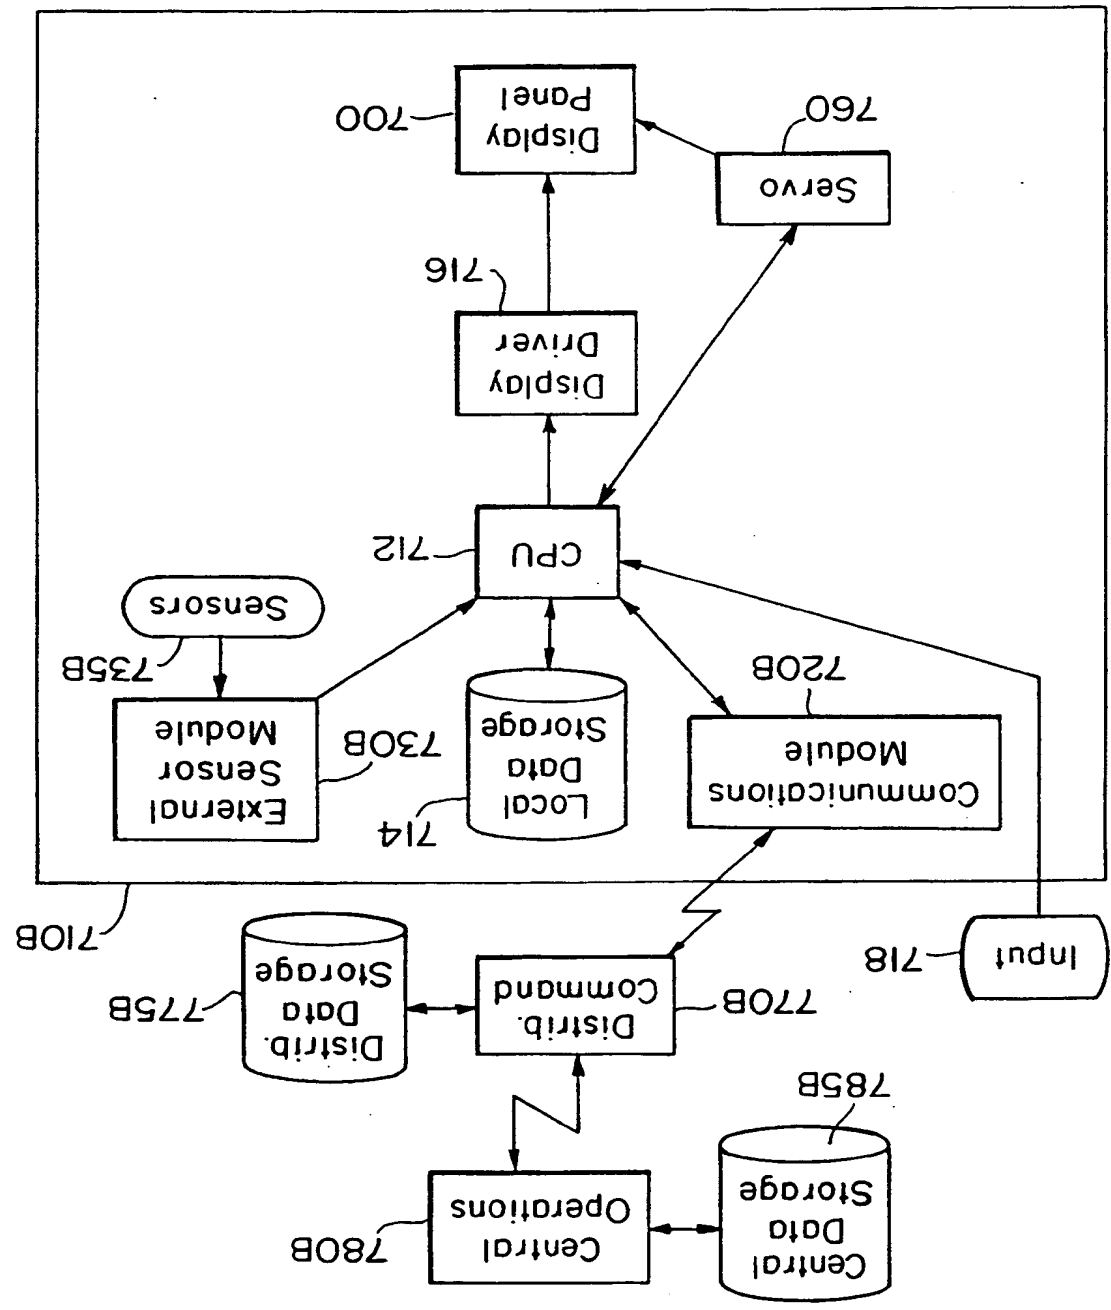 Central
Data
Storage
785B
Central
Operations
780B
Input
718
Distrib.
Command
770B
Distrib.
Data
Storage
775B
710B
Communications
Module
720B
Local
Data
Storage
714
External
Sensor
Module
730B
735B
Sensors
CPU
712
Display
Driver
716
Servo
760
Display
Panel
700